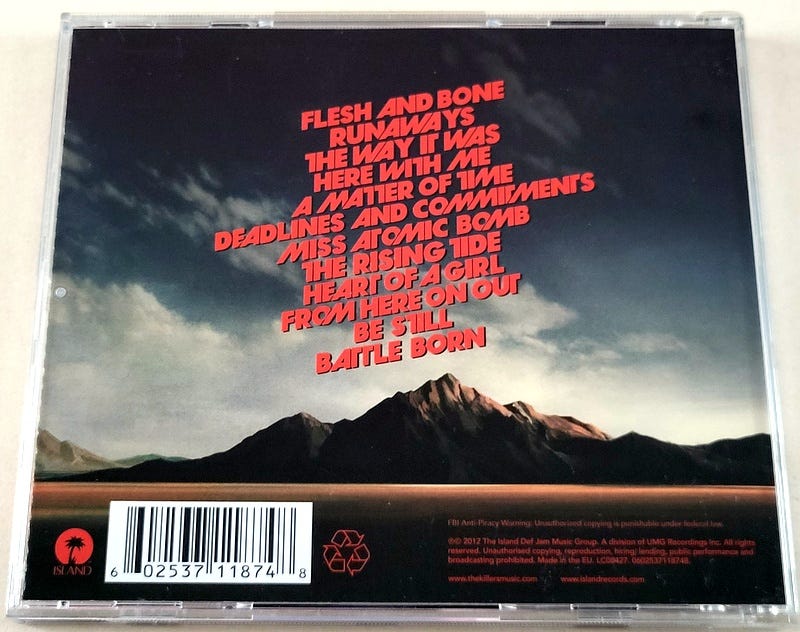 FLESH AND BONE
RUNAWAYS
THE WAY IT WAS
HERE WITH ME
A MATTER OF TIME
DEADLINES AND COMMITMENTS
MISS ATOMIC BOMB
THE RISING TIDE
HEART OF A GIRL
FROM HERE ON OUT
BE STILL
BATTLE BORN
ISLAND
6 02537 11874 8
FBI Anti-Piracy Warning: Unauthorized copying is punishable under federal law.
℗© 2012 The Island Def Jam Music Group. A division of UMG Recordings Inc. All rights
reserved. Unauthorised copying, reproduction, hiring, lending, public performance and
broadcasting prohibited. Made in the EU. LC08427. 0602537118748.
www.thekillersmusic.com www.islandrecords.com